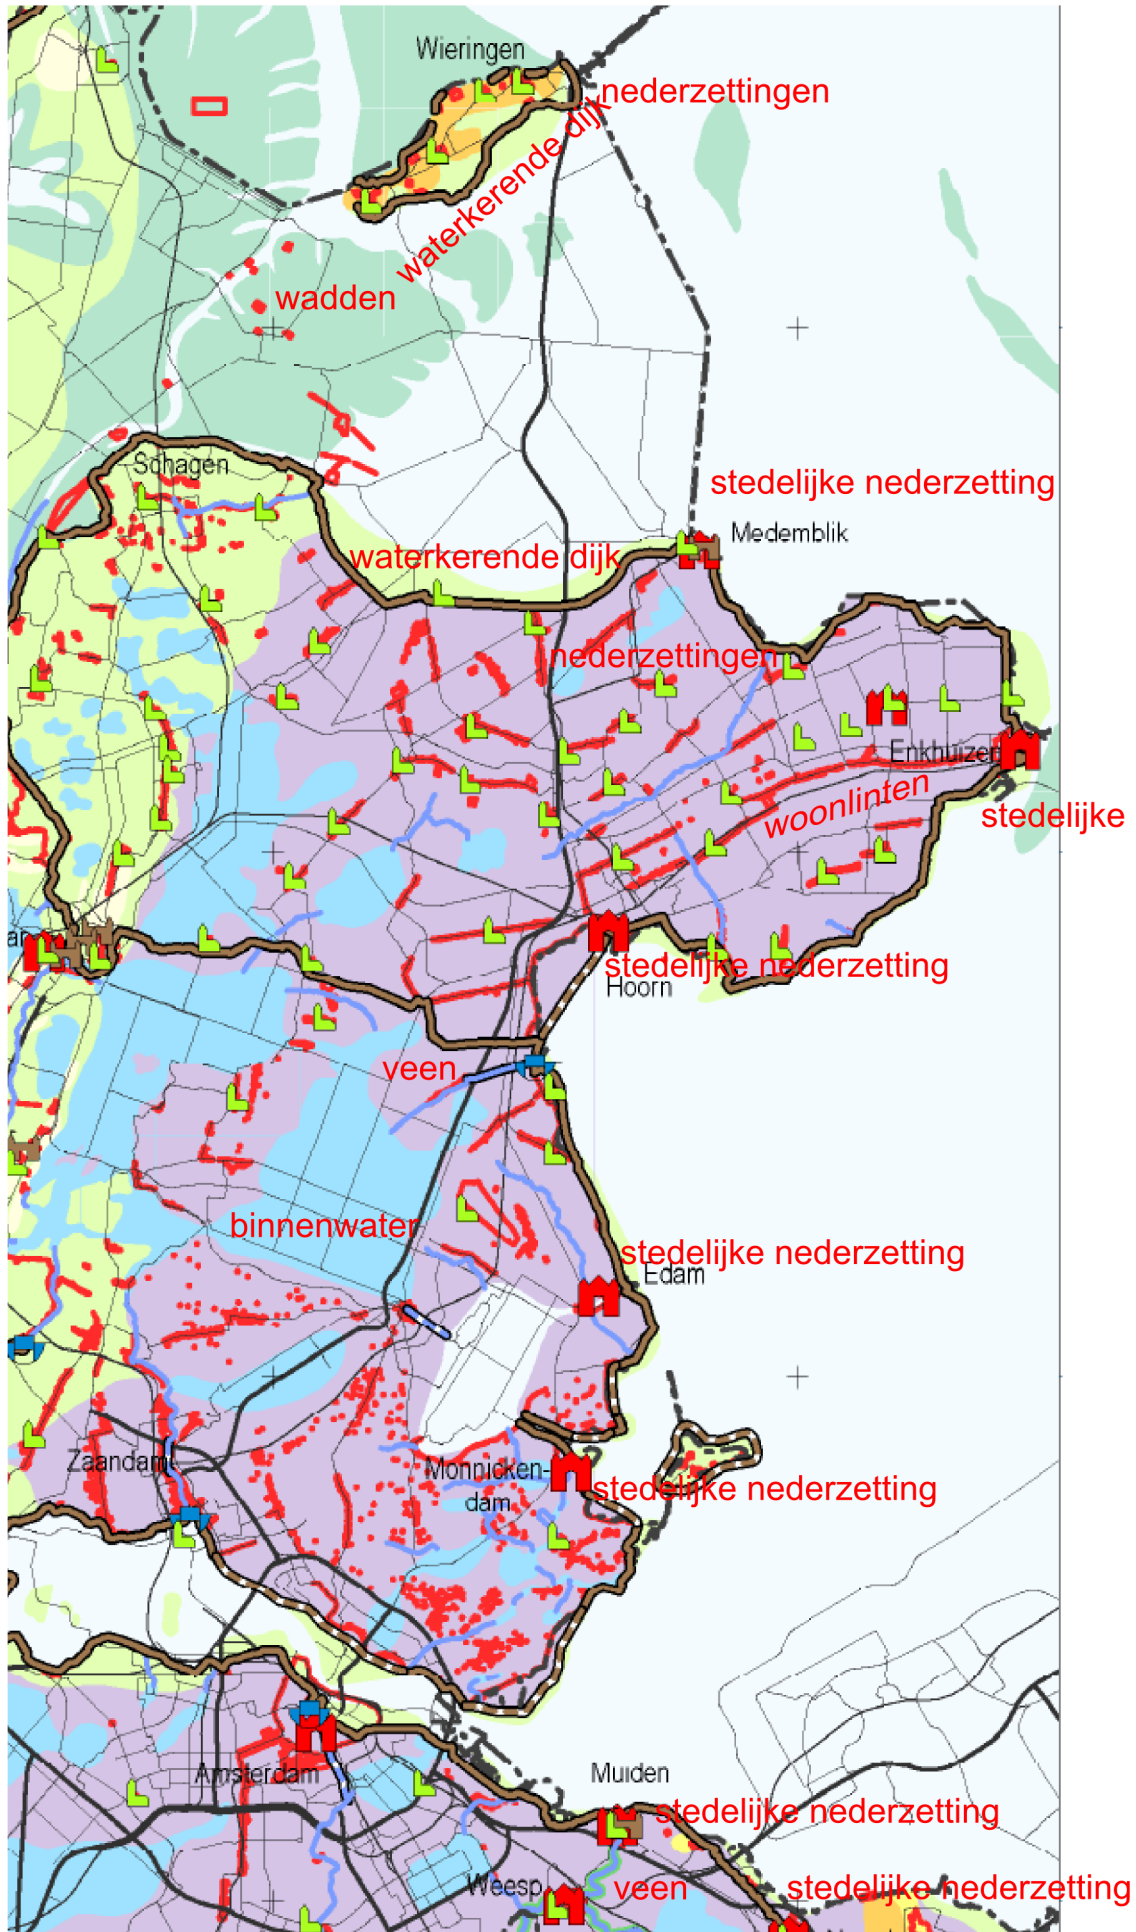 Wieringen
nederzettingen
waterkerende dijk
wadden
Schagen
stedelijke nederzetting
Medemblik
waterkerende dijk
nederzettingen
Enkhuizen
woonlinten
stedelijke
stedelijke nederzetting
Hoorn
veen
binnenwater
stedelijke nederzetting
Edam
Zaandam
Monnicken-
dam
stedelijke nederzetting
Amsterdam
Muiden
stedelijke nederzetting
Weesp
veen
stedelijke nederzetting